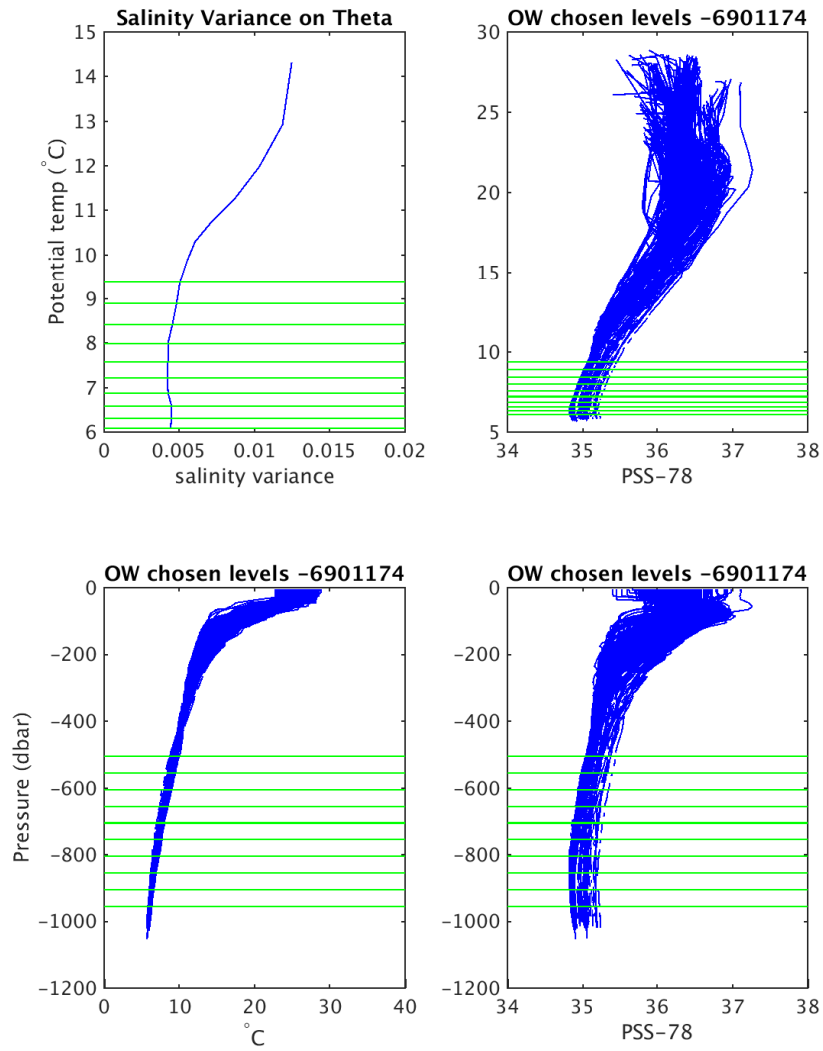 Salinity Variance on Theta
15
14
13
12
11
10
9
8
7
6
Potential temp (°C)
0 0.005 0.01 0.015 0.02
salinity variance
OW chosen levels -6901174
30
25
20
15
10
5
34 35 36 37 38
PSS-78
OW chosen levels -6901174
0
-200
-400
-600
-800
-1000
-1200
Pressure (dbar)
0 10 20 30 40
°C
OW chosen levels -6901174
0
-200
-400
-600
-800
-1000
-1200
34 35 36 37 38
PSS-78